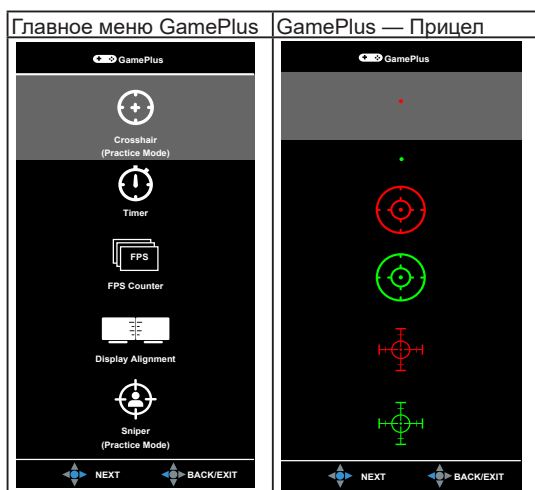 Главное меню GamePlus
GamePlus — Прицел
GamePlus
Crosshair
(Practice Mode)
Timer
FPS
FPS Counter
Display Alignment
Sniper
(Practice Mode)
NEXT BACK/EXIT
GamePlus
NEXT BACK/EXIT